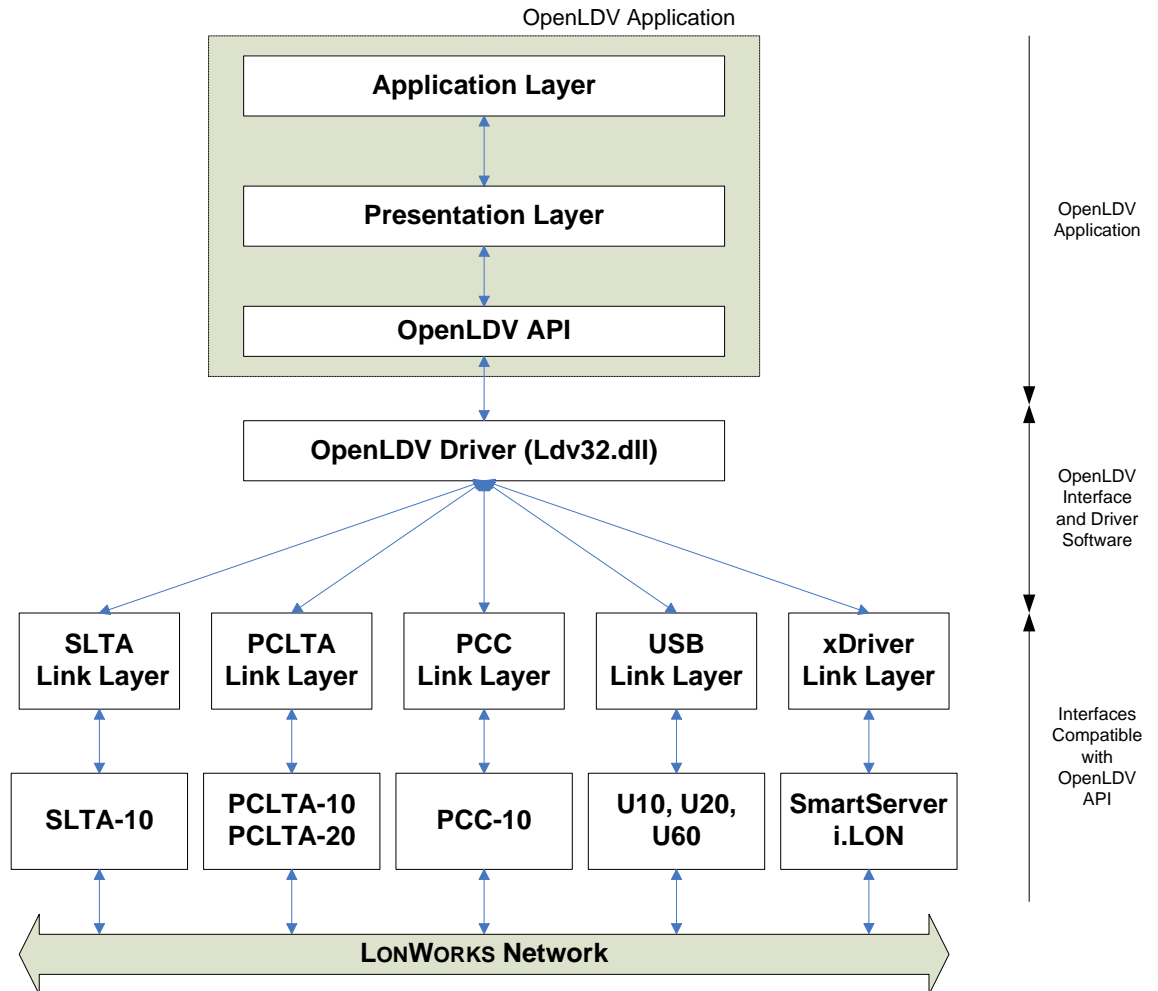 OpenLDV Application
Application Layer
Presentation Layer
OpenLDV API
OpenLDV
Application
OpenLDV Driver (Ldv32.dll)
OpenLDV
Interface
and Driver
Software
SLTA
Link Layer
PCLTA
Link Layer
PCC
Link Layer
USB
Link Layer
xDriver
Link Layer
SLTA-10
PCLTA-10
PCLTA-20
PCC-10
U10, U20,
U60
SmartServer
i.LON
Interfaces
Compatible
with
OpenLDV
API
LONWORKS Network